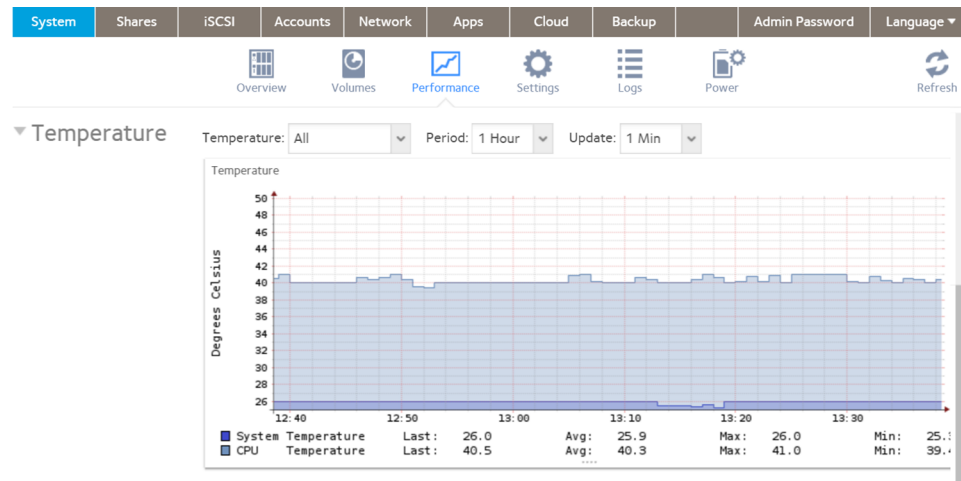 System Shares iSCSI Accounts Network Apps Cloud Backup Admin Password Language
Overview Volumes Performance Settings Logs Power Refresh
Temperature
Temperature: All Period: 1 Hour Update: 1 Min
Temperature
Degrees Celsius
50
48
46
44
42
40
38
36
34
32
30
28
26
12:40 12:50 13:00 13:10 13:20 13:30
System Temperature Last: 26.0 Avg: 25.9 Max: 26.0 Min:
CPU Temperature Last: 40.5 Avg: 40.3 Max: 41.0 Min: